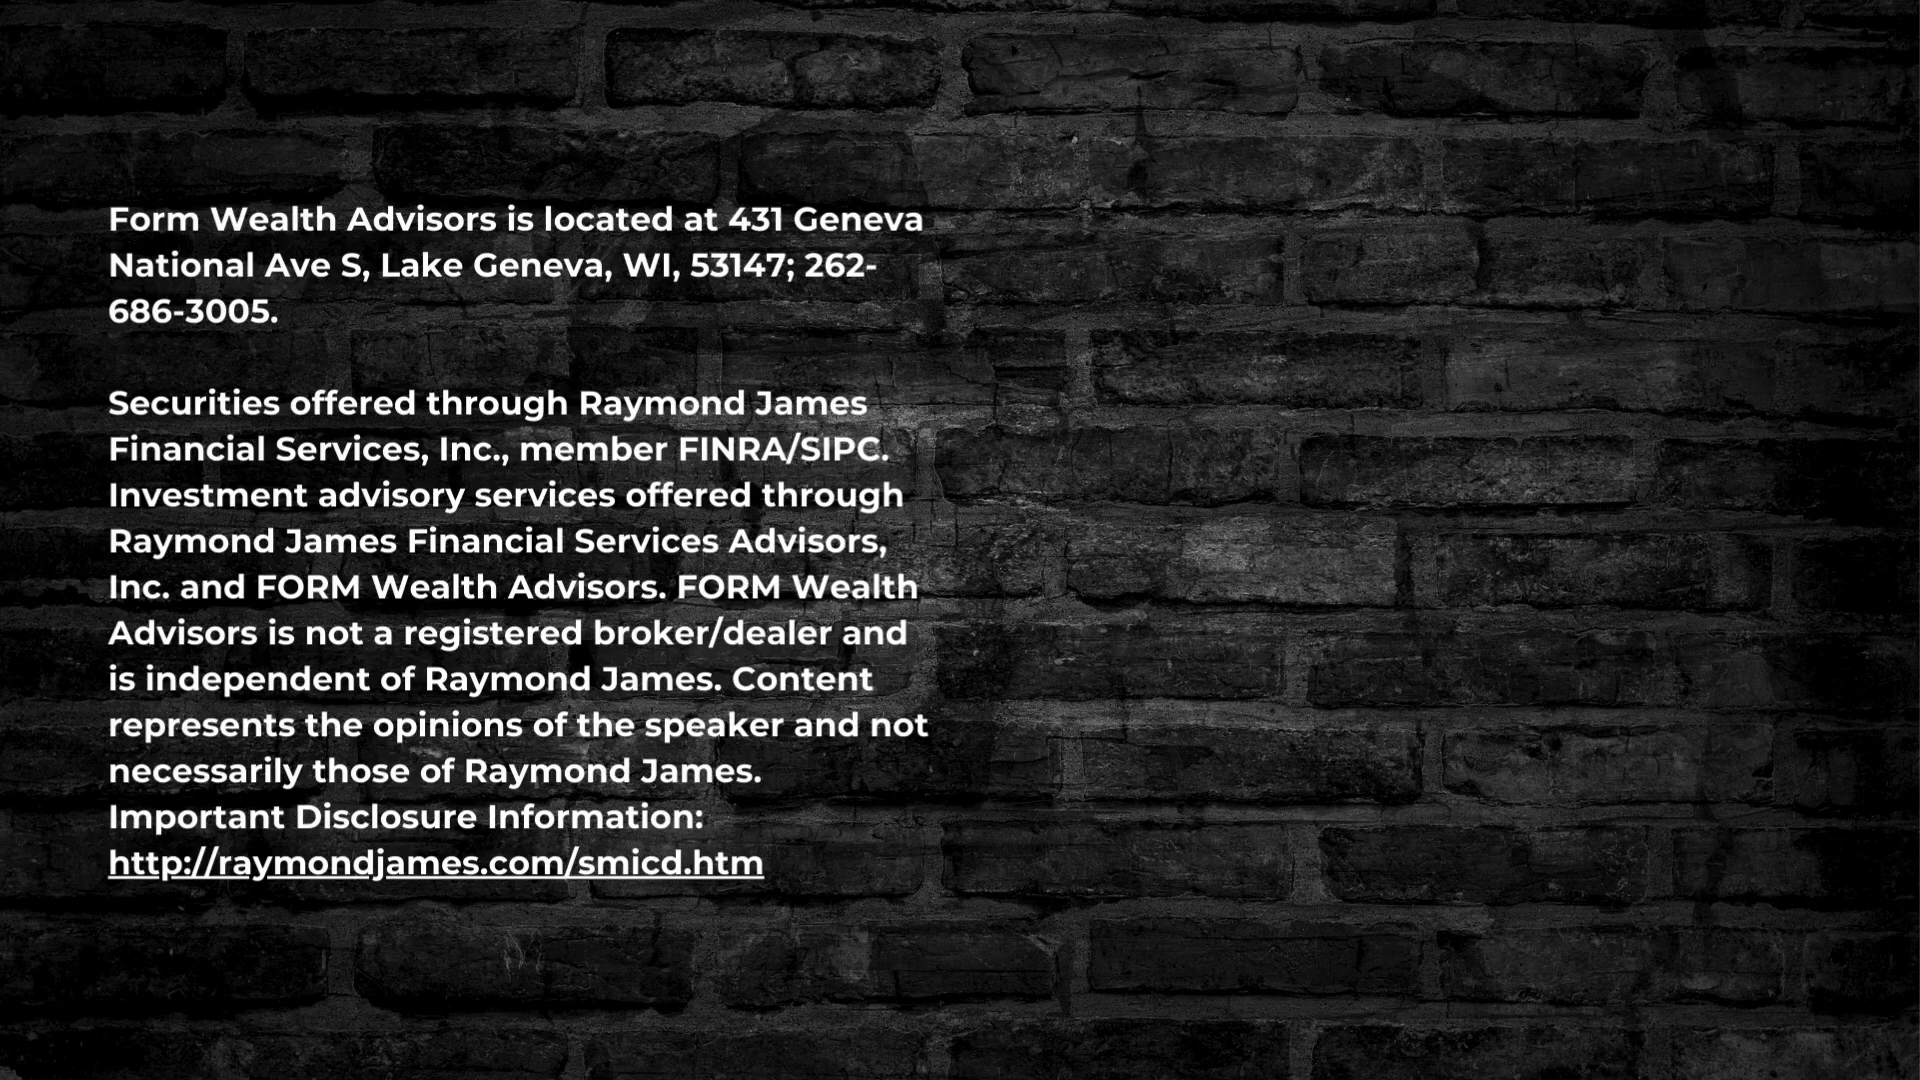 Form Wealth Advisors is located at 431 Geneva
National Ave S, Lake Geneva, WI, 53147; 262-
686-3005.
Securities offered through Raymond James
Financial Services, Inc., member FINRA/SIPC.
Investment advisory services offered through
Raymond James Financial Services Advisors,
Inc. and FORM Wealth Advisors. FORM Wealth
Advisors is not a registered broker/dealer and
is independent of Raymond James. Content
represents the opinions of the speaker and not
necessarily those of Raymond James.
Important Disclosure Information:
http://raymondjames.com/smicd.htm